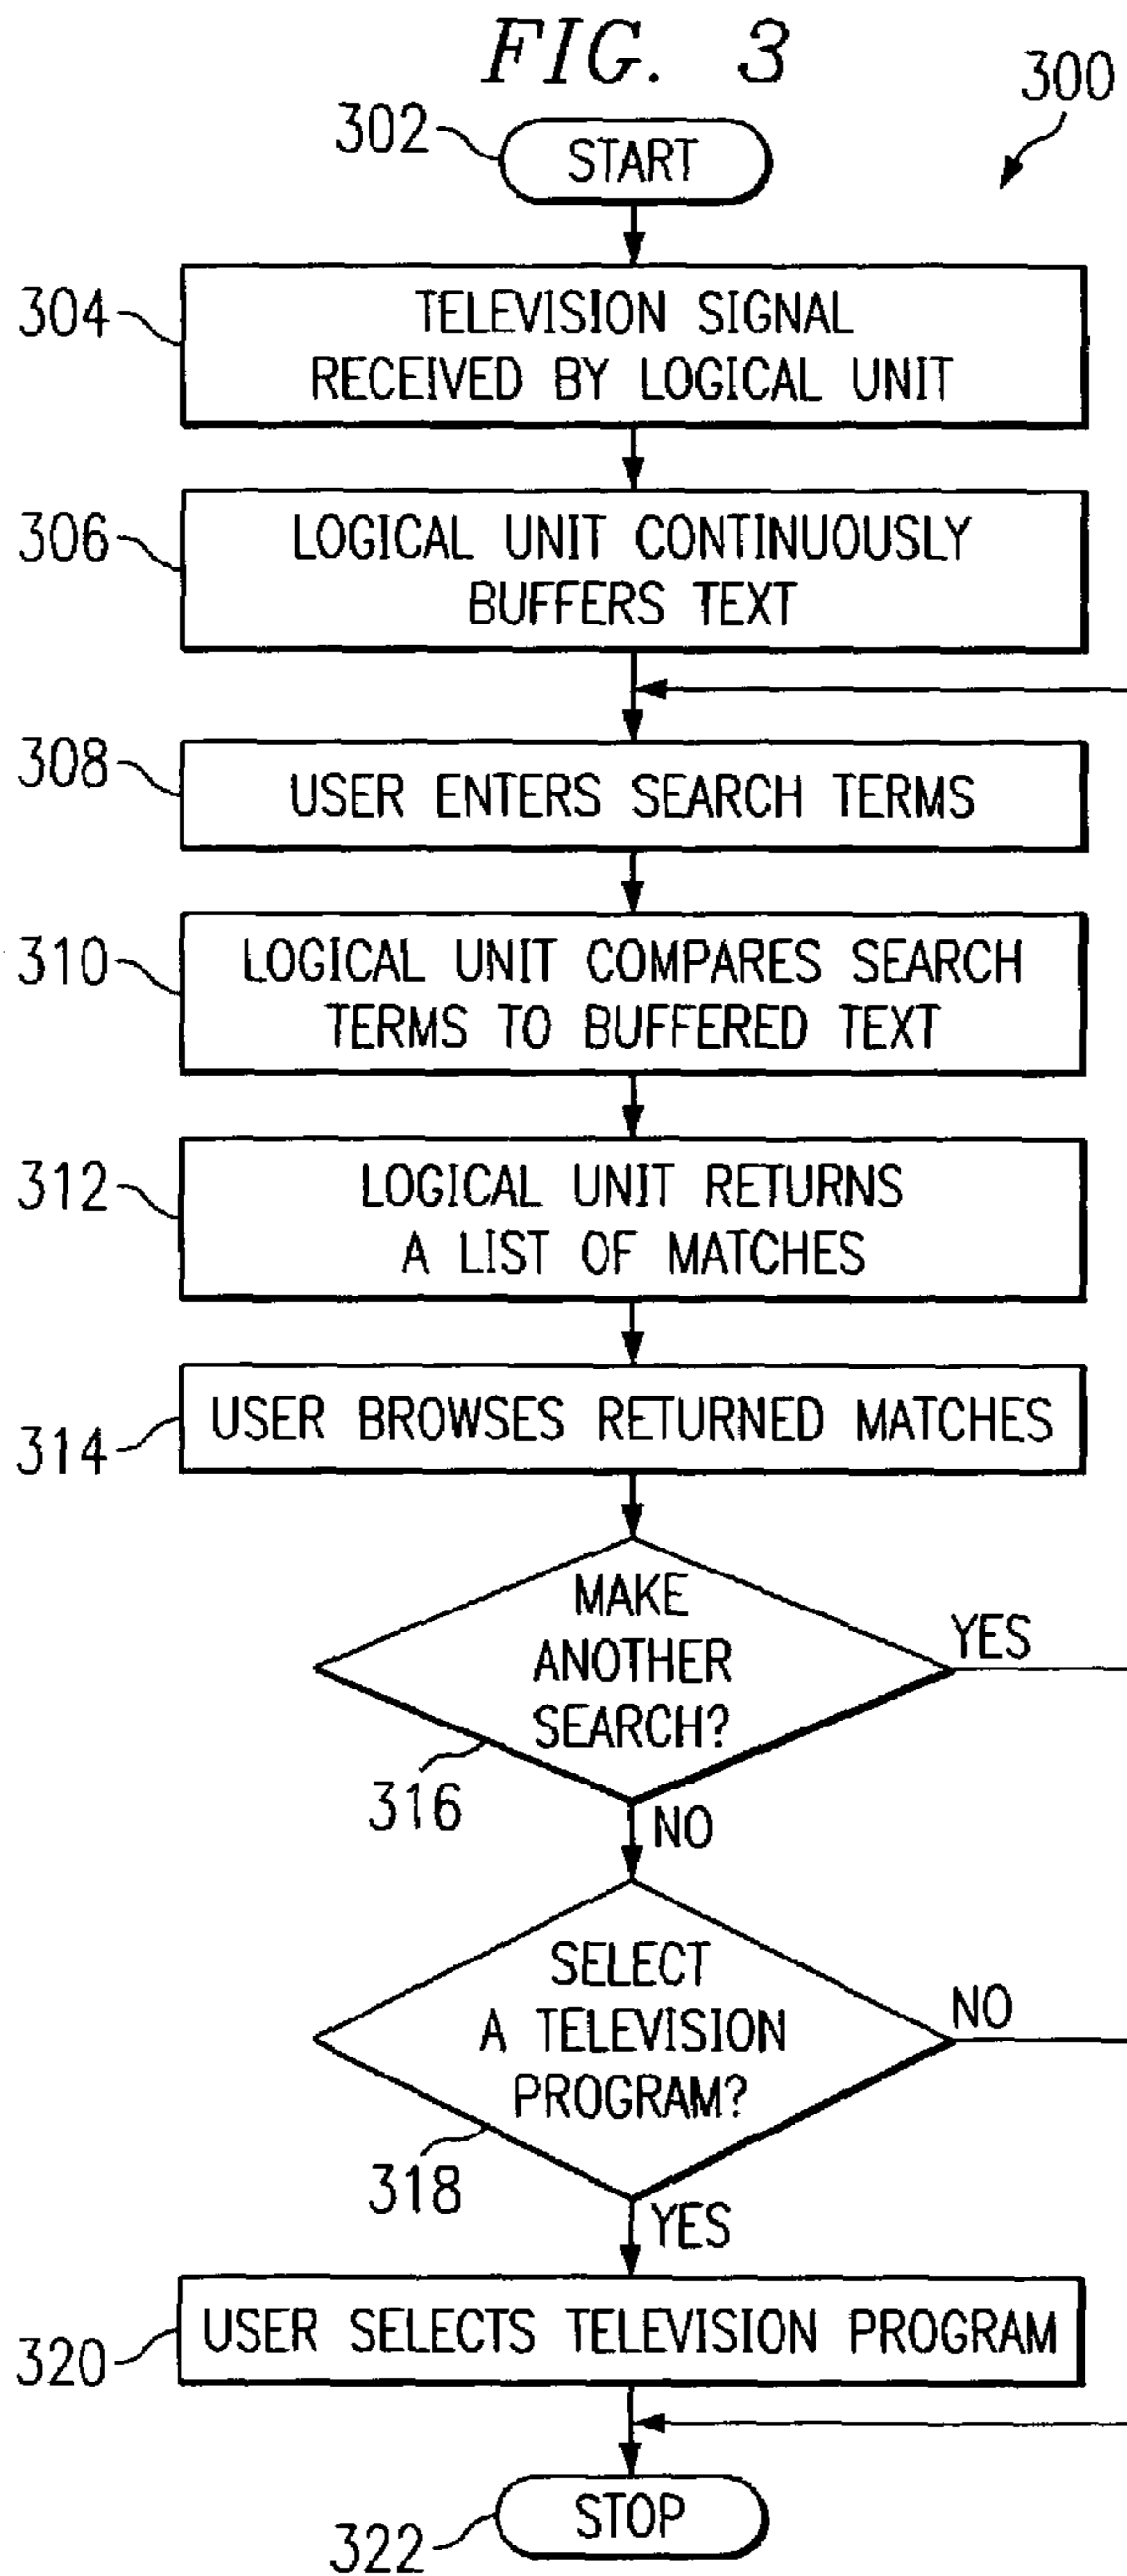 FIG. 3
300
302
START
304
TELEVISION SIGNAL
RECEIVED BY LOGICAL UNIT
306
LOGICAL UNIT CONTINUOUSLY
BUFFERS TEXT
308
USER ENTERS SEARCH TERMS
310
LOGICAL UNIT COMPARES SEARCH
TERMS TO BUFFERED TEXT
312
LOGICAL UNIT RETURNS
A LIST OF MATCHES
314
USER BROWSES RETURNED MATCHES
MAKE
ANOTHER
SEARCH?
YES
316
NO
SELECT
A TELEVISION
PROGRAM?
NO
318
YES
320
USER SELECTS TELEVISION PROGRAM
STOP
322